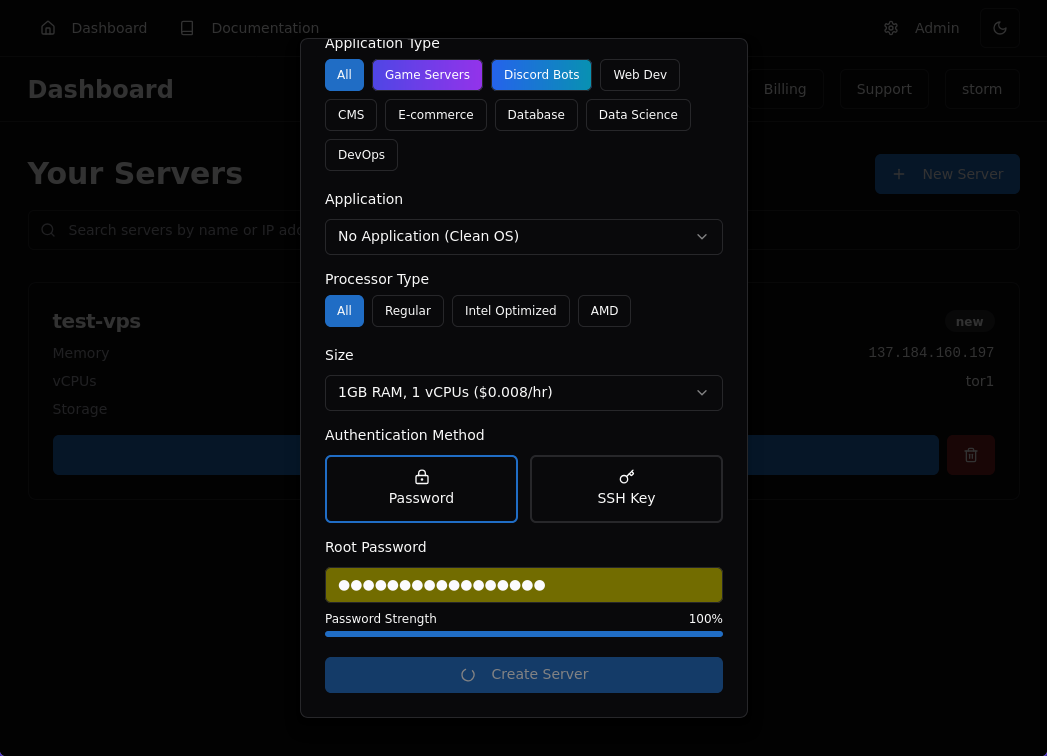 Dashboard
Documentation
Admin
Dashboard
Billing
Support
storm
Your Servers
New Server
Search servers by name or IP
test-vps
new
Memory
137.184.160.197
vCPUs
tor1
Storage
Application Type
All
Game Servers
Discord Bots
Web Dev
CMS
E-commerce
Database
Data Science
DevOps
Application
No Application (Clean OS)
Processor Type
All
Regular
Intel Optimized
AMD
Size
1GB RAM, 1 vCPUs ($0.008/hr)
Authentication Method
Password
SSH Key
Root Password
●●●●●●●●●●●●●●●●●
Password Strength
100%
Create Server